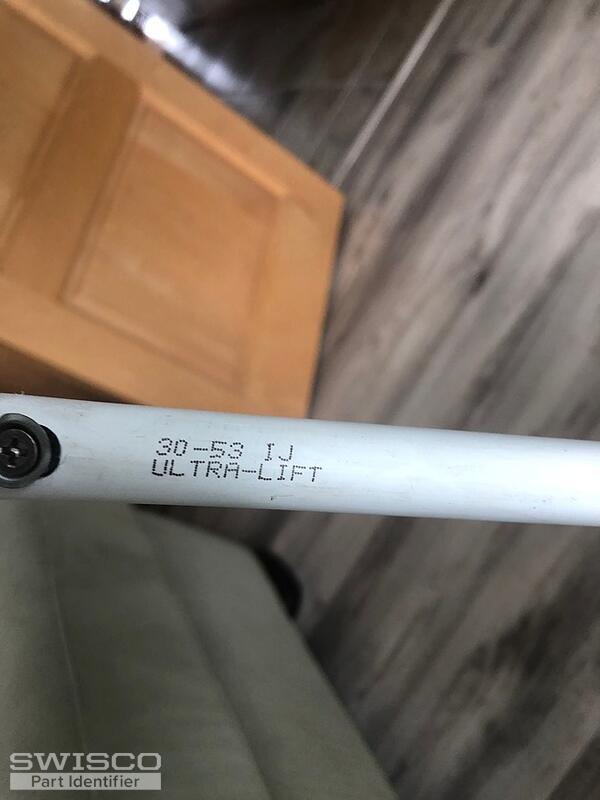 30-53 IJ
ULTRA-LIFT
SWISCO
Part Identifier